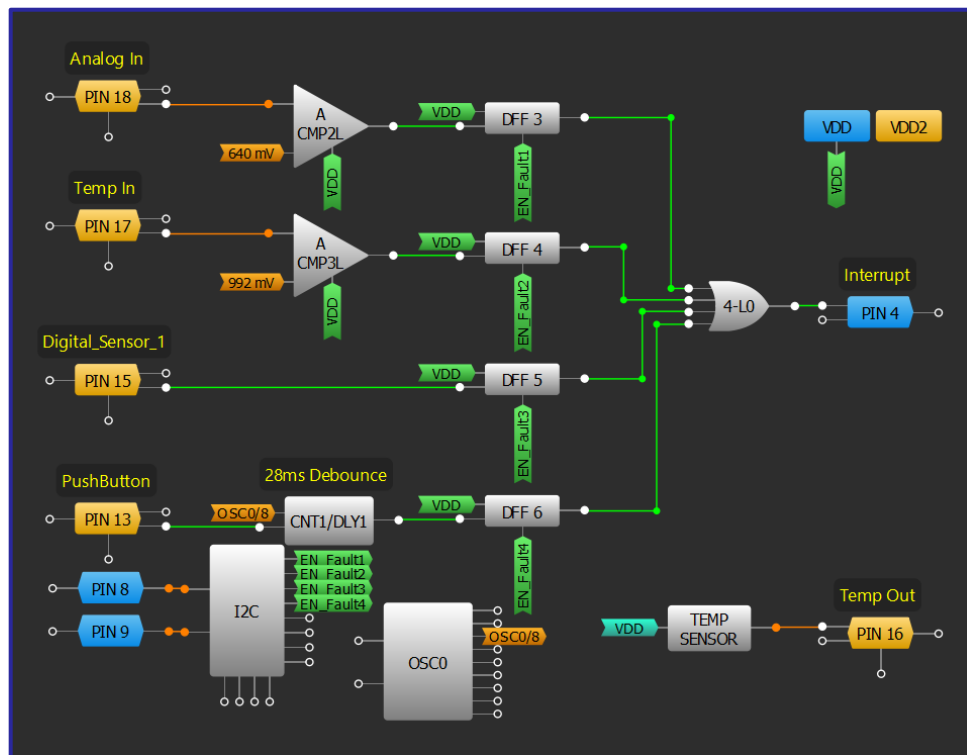 Analog In
PIN 18
A
CMP2L
640 mV
VDD
VDD
DFF 3
EN_Fault1
VDD
VDD2
VDD
Temp In
PIN 17
A
CMP3L
992 mV
VDD
VDD
DFF 4
EN_Fault2
4-L0
Interrupt
PIN 4
Digital_Sensor_1
PIN 15
VDD
DFF 5
EN_Fault3
PushButton
PIN 13
28ms Debounce
OSC0/8
CNT1/DLY1
VDD
DFF 6
EN_Fault4
PIN 8
PIN 9
I2C
EN_Fault1
EN_Fault2
EN_Fault3
EN_Fault4
OSC0
OSC0/8
VDD
TEMP
SENSOR
Temp Out
PIN 16